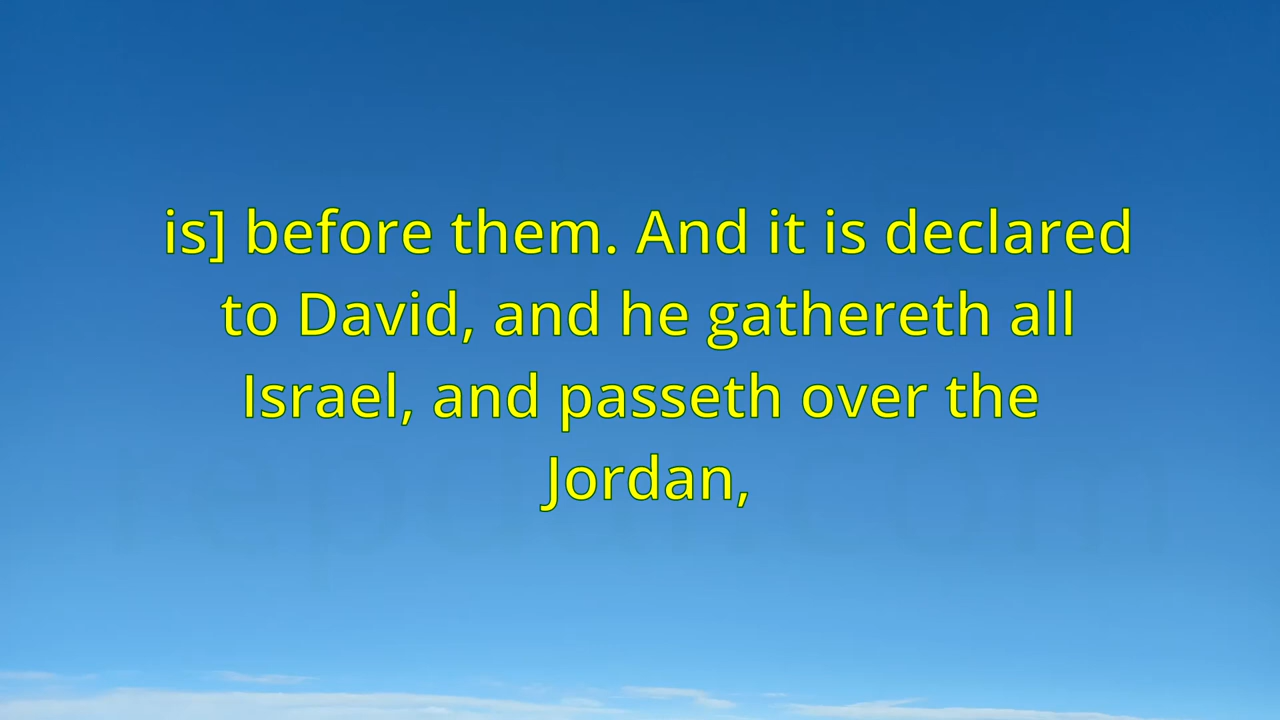 is] before them. And it is declared
to David, and he gathereth all
Israel, and passeth over the
Jordan,